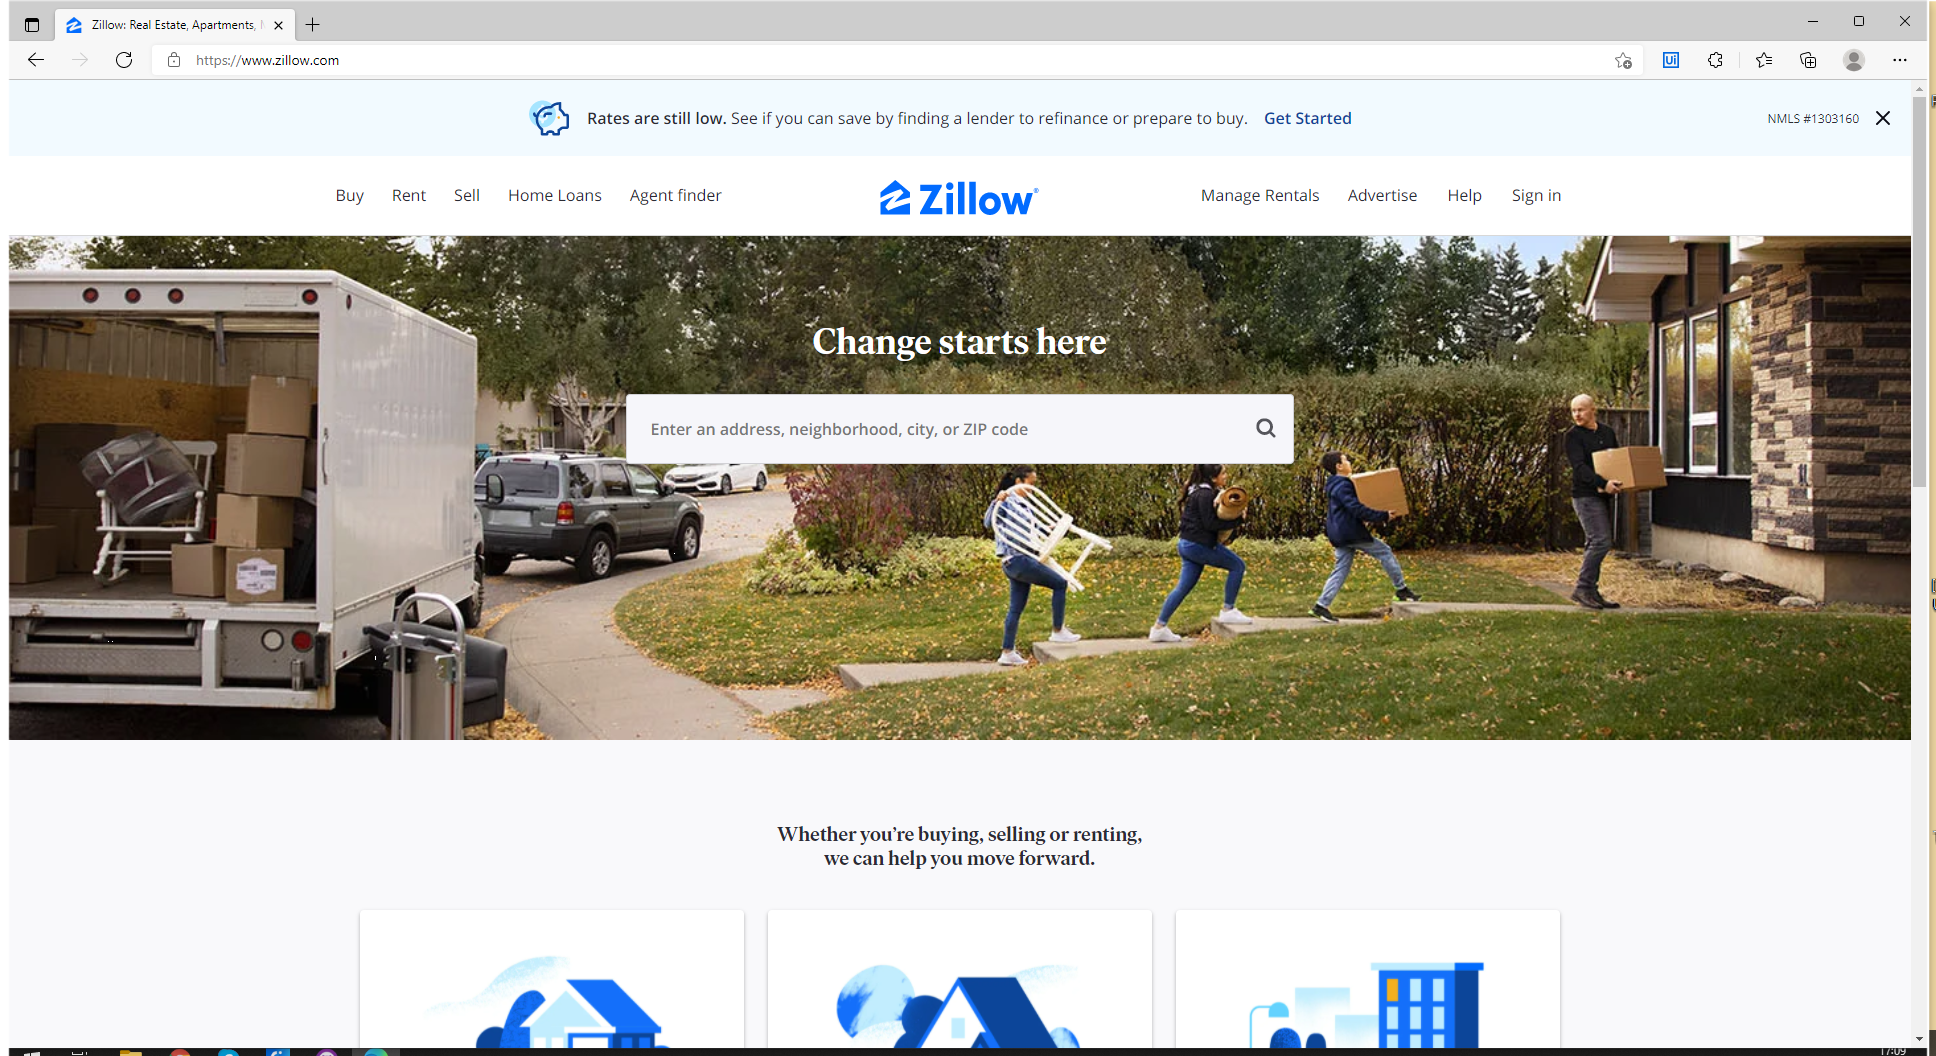 Zillow: Real Estate, Apartments,
https://www.zillow.com
Rates are still low. See if you can save by finding a lender to refinance or prepare to buy. Get Started
NMLS #1303160
Buy Rent Sell Home Loans Agent finder Zillow Manage Rentals Advertise Help Sign in
Change starts here
Enter an address, neighborhood, city, or ZIP code
Whether you’re buying, selling or renting,
we can help you move forward.
17:09